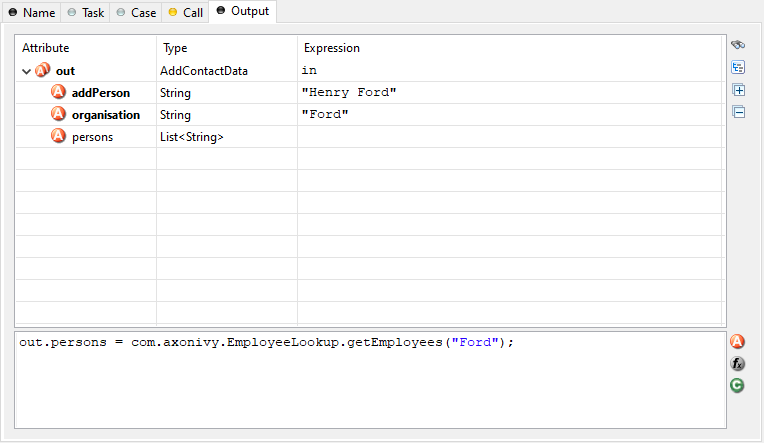 Name Task Case Call Output
Attribute Type Expression
out AddContactData in
addPerson String "Henry Ford"
organisation String "Ford"
persons List<String>
out.persons = com.axonivy.EmployeeLookup.getEmployees("Ford");